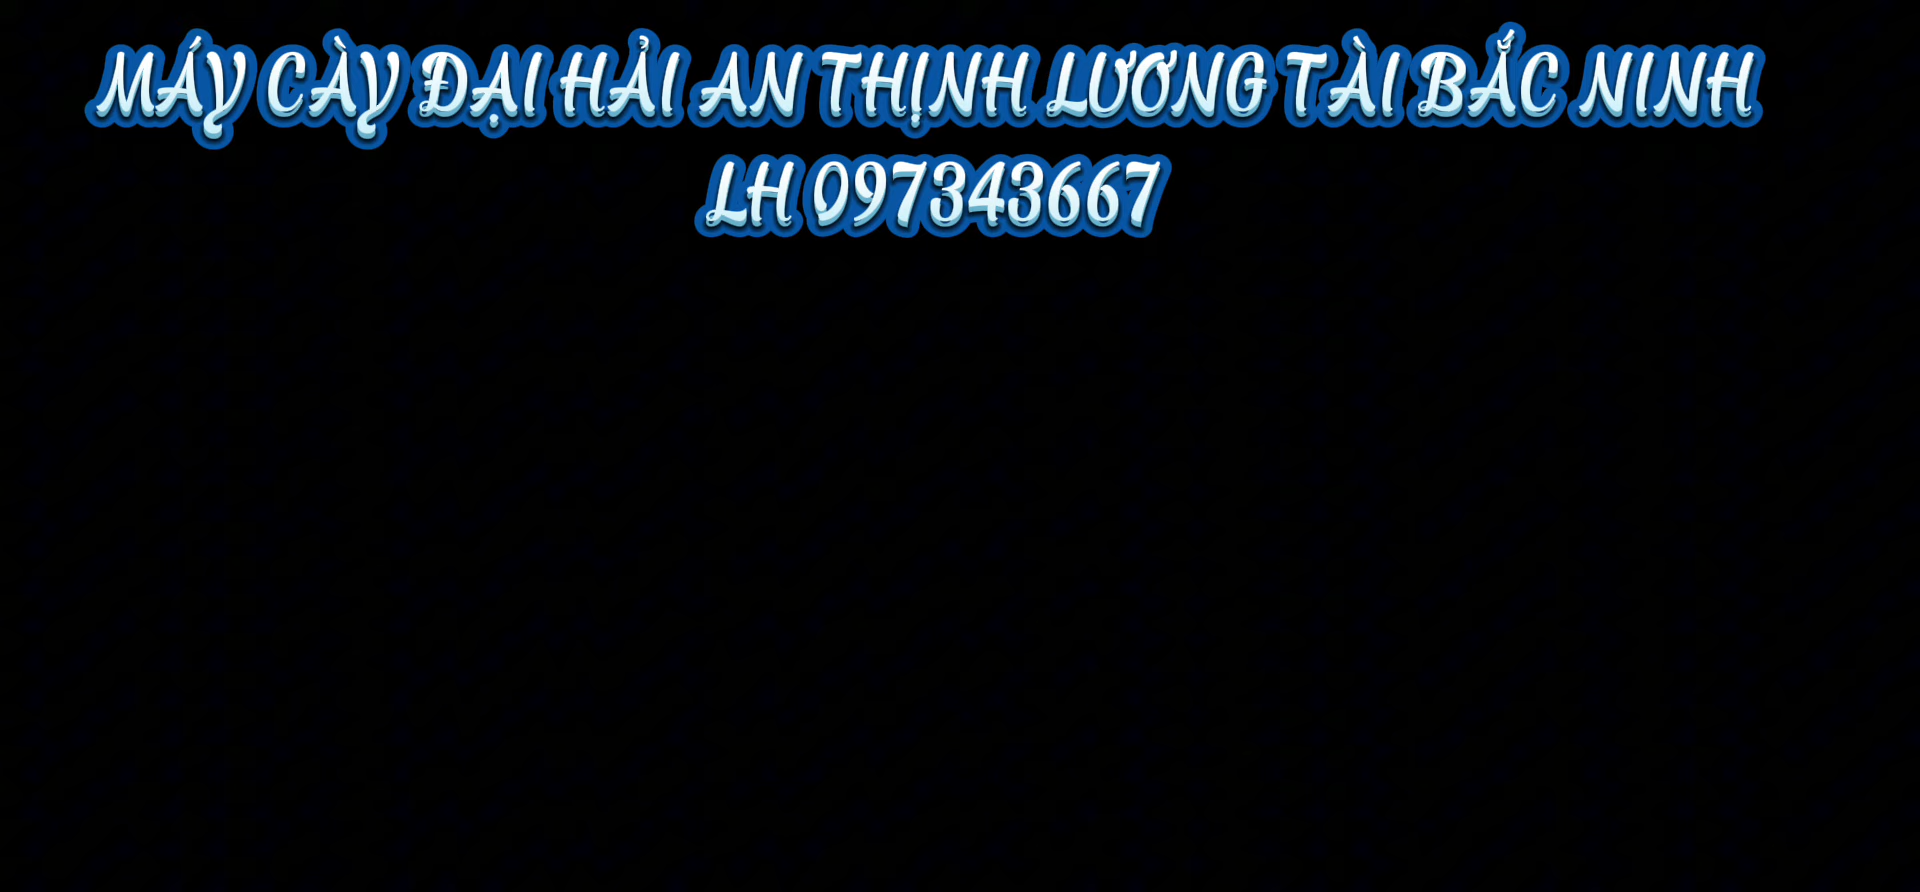 MÁY CÀY ĐẠI HẢI AN THỊNH LƯƠNG TÀI BẮC NINH
LH 097343667